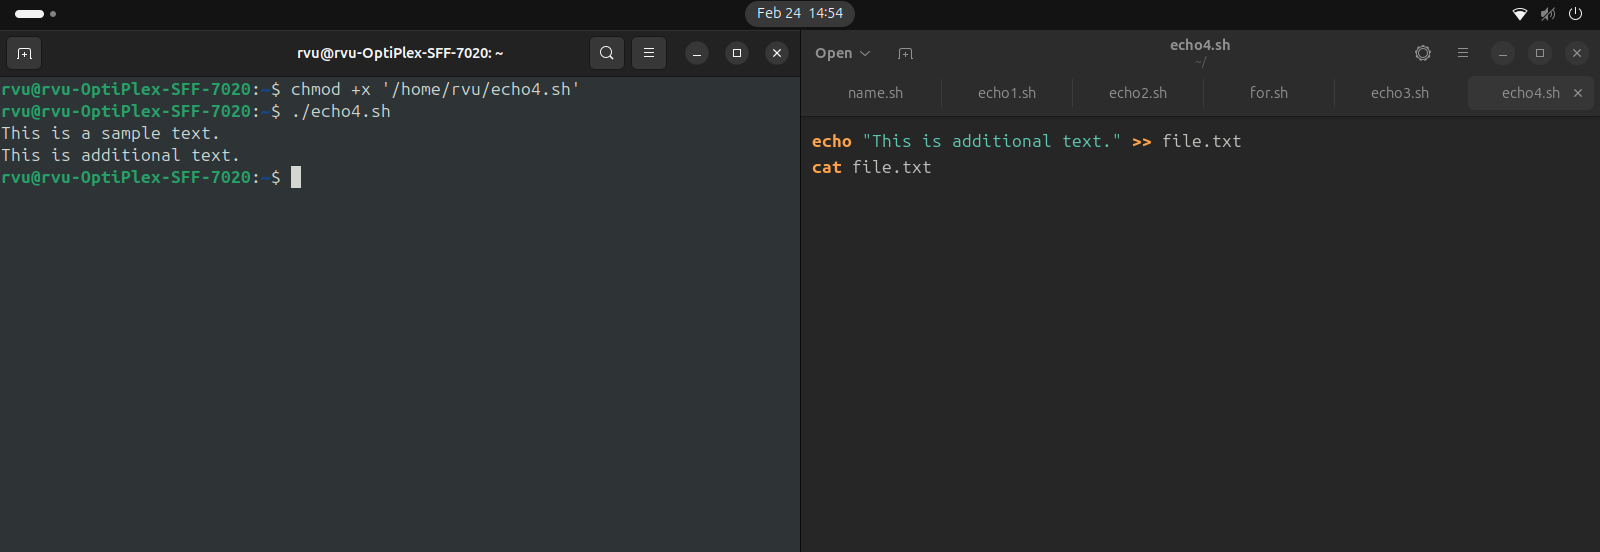 Feb 24 14:54
rvu@rvu-OptiPlex-SFF-7020: ~
rvu@rvu-OptiPlex-SFF-7020:~$ chmod +x '/home/rvu/echo4.sh'
rvu@rvu-OptiPlex-SFF-7020:~$ ./echo4.sh
This is a sample text.
This is additional text.
rvu@rvu-OptiPlex-SFF-7020:~$
Open
echo4.sh
~/
name.sh echo1.sh echo2.sh for.sh echo3.sh echo4.sh
echo "This is additional text." >> file.txt
cat file.txt